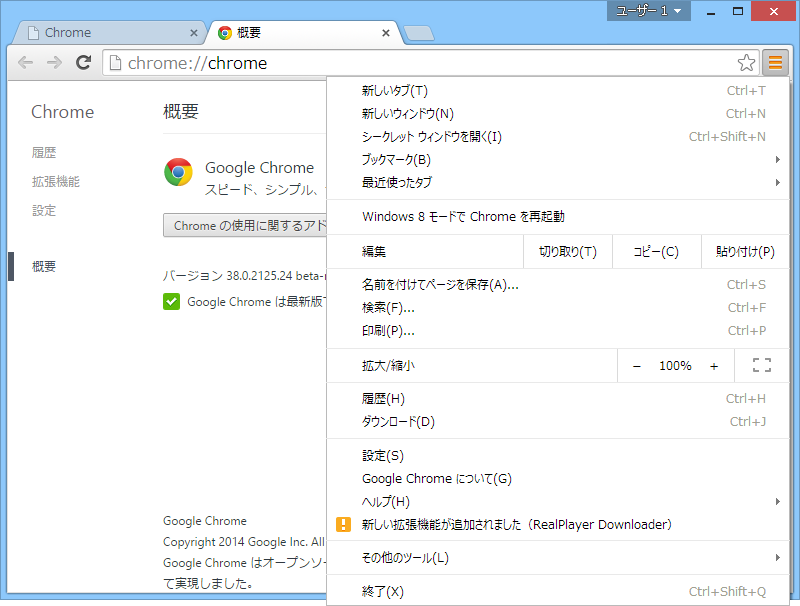 ユーザー 1
Chrome
概要
chrome://chrome
Chrome
履歴
拡張機能
設定
概要
概要
Google Chrome
スピード、シンプル、
Chrome の使用に関するアド
バージョン 38.0.2125.24 beta-
Google Chrome は最新版
Google Chrome
Copyright 2014 Google Inc. All
Google Chrome はオープンソー
て実現しました。
新しいタブ(T) Ctrl+T
新しいウィンドウ(N) Ctrl+N
シークレット ウィンドウを開く(I) Ctrl+Shift+N
ブックマーク(B)
最近使ったタブ
Windows 8 モードで Chrome を再起動
編集 切り取り(T) コピー(C) 貼り付け(P)
名前を付けてページを保存(A)... Ctrl+S
検索(F)... Ctrl+F
印刷(P)... Ctrl+P
拡大/縮小 − 100% +
履歴(H) Ctrl+H
ダウンロード(D) Ctrl+J
設定(S)
Google Chrome について(G)
ヘルプ(H)
新しい拡張機能が追加されました（RealPlayer Downloader）
その他のツール(L)
終了(X) Ctrl+Shift+Q